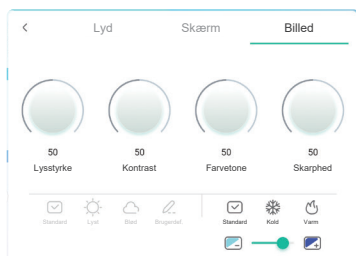 Lyd Skærm Billed
50 50 50 50
Lysstyrke Kontrast Farvetone Skarphed
Standard Lyst Blød Brugerdef Standard Kold Varm